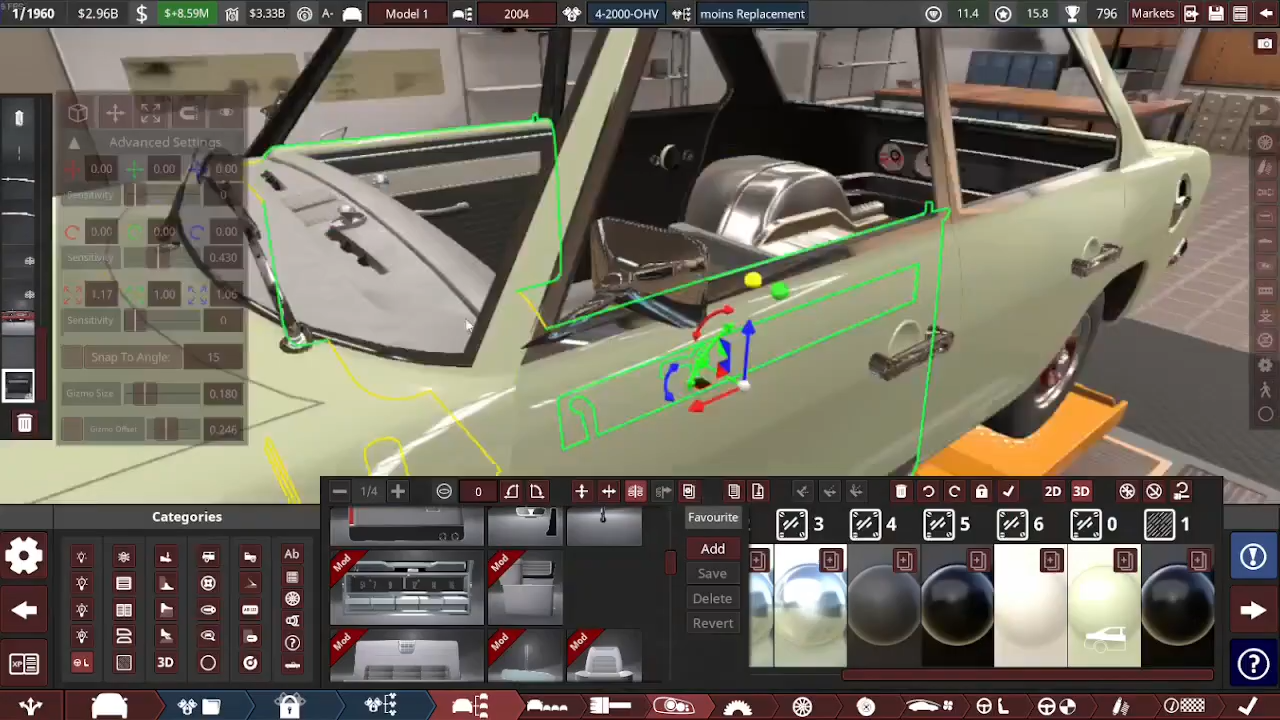 1/1960 $2.96B $ $+8.59M $3.33B A- Model 1 2004 4-2000-OHV moins Replacement 11.4 15.8 796 Markets
Advanced Settings
0.00 0.00 0.00
Sensitivity 0
0.00 0.00 0.00
Sensitivity 0.430
1.17 1.00 1.06
Sensitivity 0
Snap To Angle: 15
Gizmo Size 0.180
Gizmo Offset 0.246
1/4 0 2D 3D
Categories
Ab
3D
XP
Mod
Mod
Mod
Mod
Mod
Favourite
Add
Save
Delete
Revert
3 4 5 6 0 1